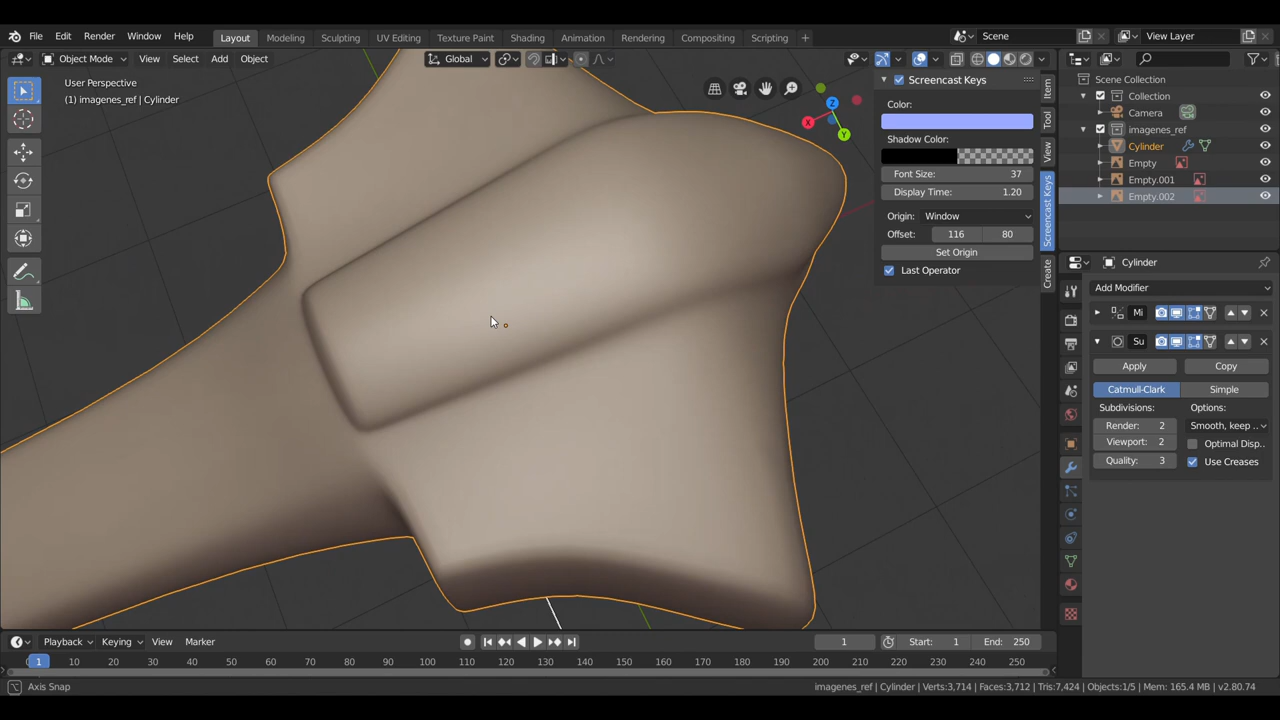 File Edit Render Window Help Layout Modeling Sculpting UV Editing Texture Paint Shading Animation Rendering Compositing Scripting + Scene View Layer
Object Mode View Select Add Object Global
User Perspective
(1) imagenes_ref | Cylinder
X Y Z
Screencast Keys
Color:
Shadow Color:
Font Size: 37
Display Time: 1.20
Origin: Window
Offset: 116 80
Set Origin
Last Operator
Item
Tool
View
Screencast Keys
Create
Scene Collection
Collection
Camera
imagenes_ref
Cylinder
Empty
Empty.001
Empty.002
Cylinder
Add Modifier
Mi
Su
Apply Copy
Catmull-Clark Simple
Subdivisions: Options:
Render: 2 Smooth, keep ..
Viewport: 2 Optimal Disp..
Quality: 3 Use Creases
Playback Keying View Marker 1 Start: 1 End: 250
1 10 20 30 40 50 60 70 80 90 100 110 120 130 140 150 160 170 180 190 200 210 220 230 240 250
Axis Snap imagenes_ref | Cylinder | Verts:3,714 | Faces:3,712 | Tris:7,424 | Objects:1/5 | Mem: 165.4 MB | v2.80.74